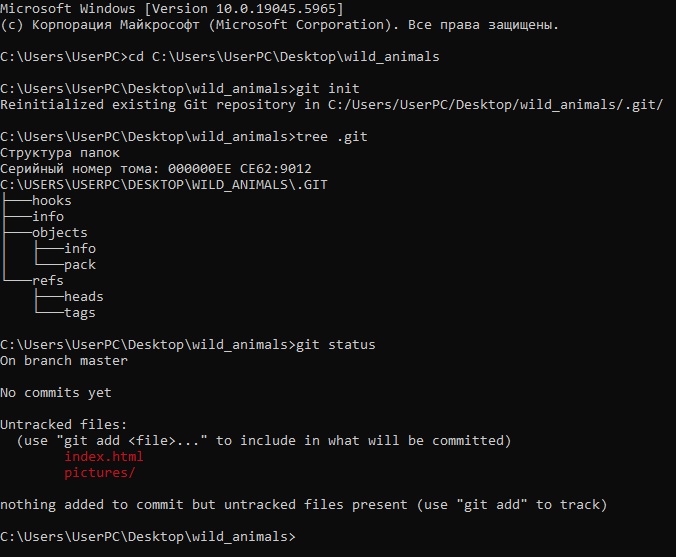 Microsoft Windows [Version 10.0.19045.5965]
(c) Корпорация Майкрософт (Microsoft Corporation). Все права защищены.
C:\Users\UserPC>cd C:\Users\UserPC\Desktop\wild_animals
C:\Users\UserPC\Desktop\wild_animals>git init
Reinitialized existing Git repository in C:/Users/UserPC/Desktop/wild_animals/.git/
C:\Users\UserPC\Desktop\wild_animals>tree .git
Структура папок
Серийный номер тома: 000000EE CE62:9012
C:\USERS\USERPC\DESKTOP\WILD_ANIMALS\.GIT
├───hooks
├───info
├───objects
│   ├───info
│   └───pack
└───refs
    ├───heads
    └───tags
C:\Users\UserPC\Desktop\wild_animals>git status
On branch master
No commits yet
Untracked files:
  (use "git add <file>..." to include in what will be committed)
        index.html
        pictures/
nothing added to commit but untracked files present (use "git add" to track)
C:\Users\UserPC\Desktop\wild_animals>